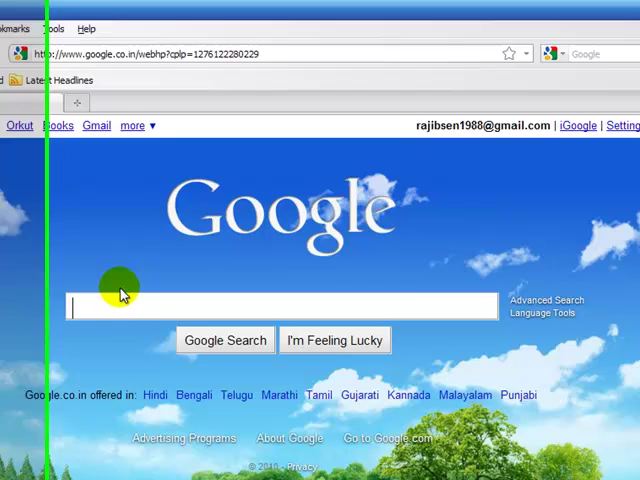 Tools Help
http://www.google.co.in/webhp?cplp=1276122280229 Google
Latest Headlines
Orkut Books Gmail more ▼ rajibsen1988@gmail.com | iGoogle |
Google
Advanced Search
Language Tools
Google Search I'm Feeling Lucky
Google.co.in offered in: Hindi Bengali Telugu Marathi Tamil Gujarati Kannada Malayalam Punjabi
Advertising Programs About Google Go to Google.com
© 2010 - Privacy